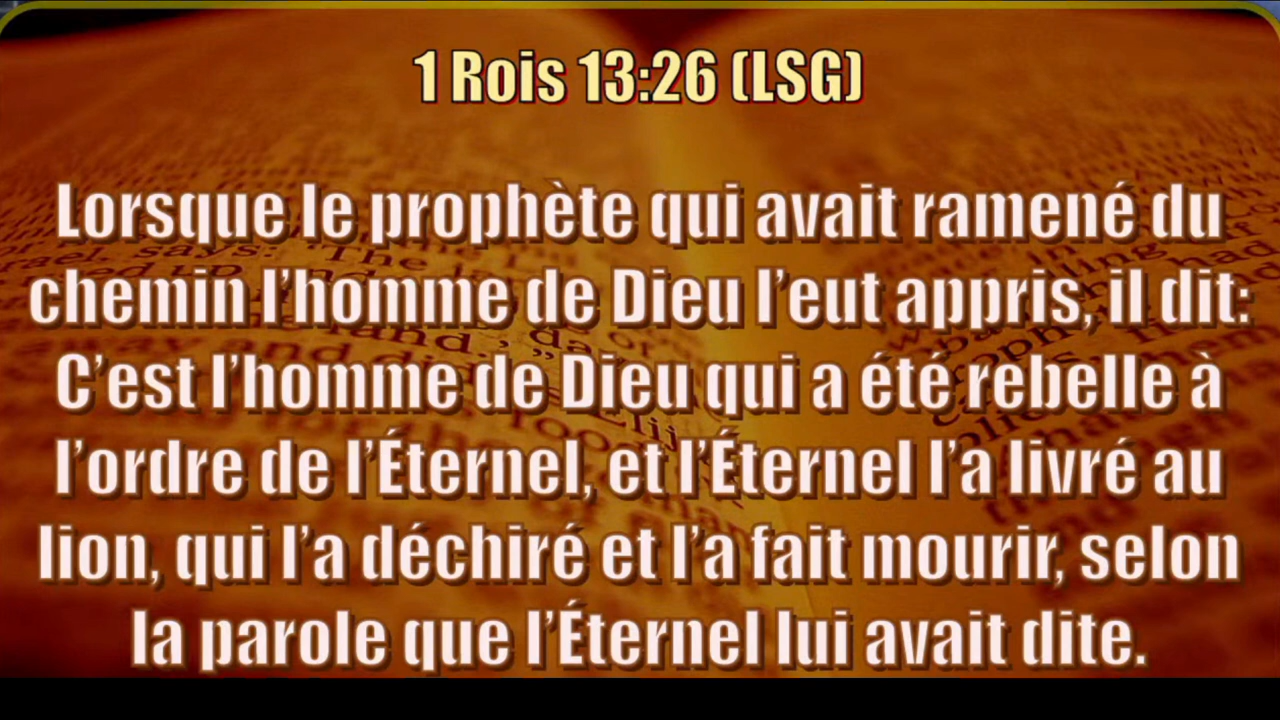 1 Rois 13:26 (LSG)
Lorsque le prophète qui avait ramené du
chemin l’homme de Dieu l’eut appris, il dit:
C’est l’homme de Dieu qui a été rebelle à
l’ordre de l’Éternel, et l’Éternel l’a livré au
lion, qui l’a déchiré et l’a fait mourir, selon
la parole que l’Éternel lui avait dite.